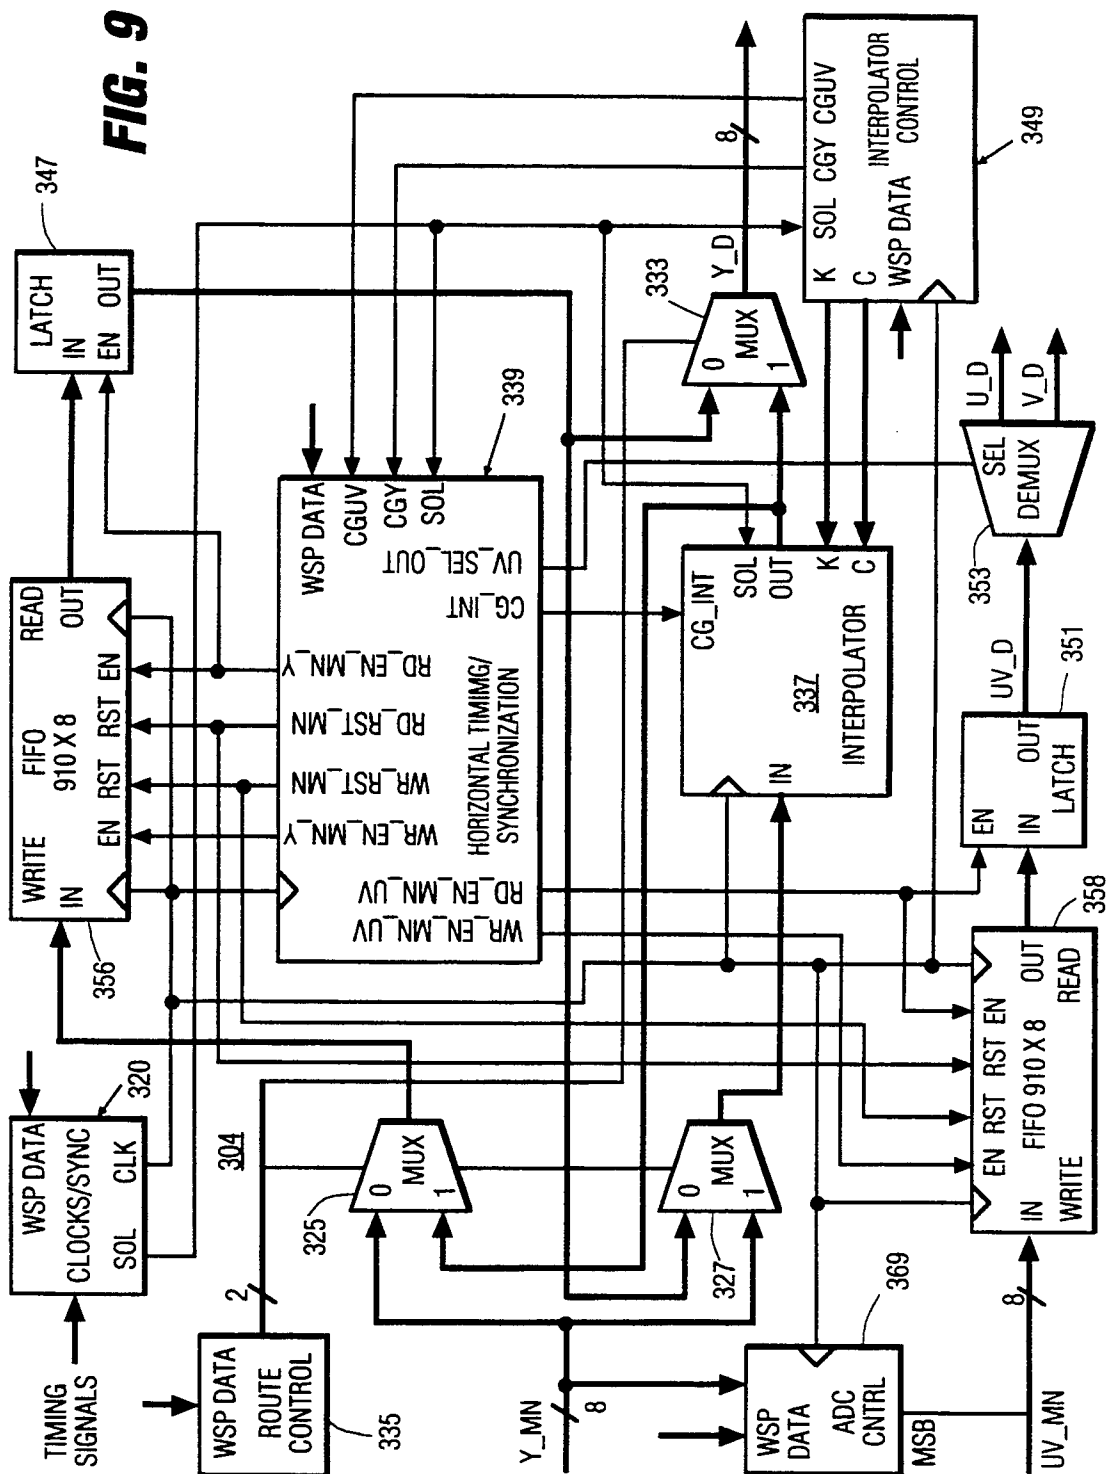 FIG. 9
TIMING
SIGNALS
WSP DATA
CLOCKS/SYNC
SOL CLK
320
WSP DATA
ROUTE
CONTROL
335
2
304
WRITE
IN
EN RST
FIFO
910 X 8
RST EN
READ
OUT
356
LATCH
IN
EN OUT
347
WSP DATA
CGUV
CGY
SOL
UV_SEL_OUT
CG_INT
RD_EN_MN_Y
RD_RST_MN
WR_RST_MN
WR_EN_MN_Y
RD_EN_MN_UV
WR_EN_MN_UV
HORIZONTAL TIMIMG/
SYNCHRONIZATION
339
0
MUX
1
325
0
MUX
1
327
CG_INT
SOL
OUT
K
C
337
INTERPOLATOR
IN
0
MUX
1
333
Y_D
8
K SOL CGY CGUV
C
WSP DATA
INTERPOLATOR
CONTROL
349
Y_MN
8
WSP
DATA
ADC
CNTRL
MSB
369
UV_MN
8
IN
WRITE
EN RST
FIFO 910 X 8
RST EN
OUT
READ
358
EN
IN OUT
LATCH
351
UV_D
SEL
DEMUX
353
U_D
V_D